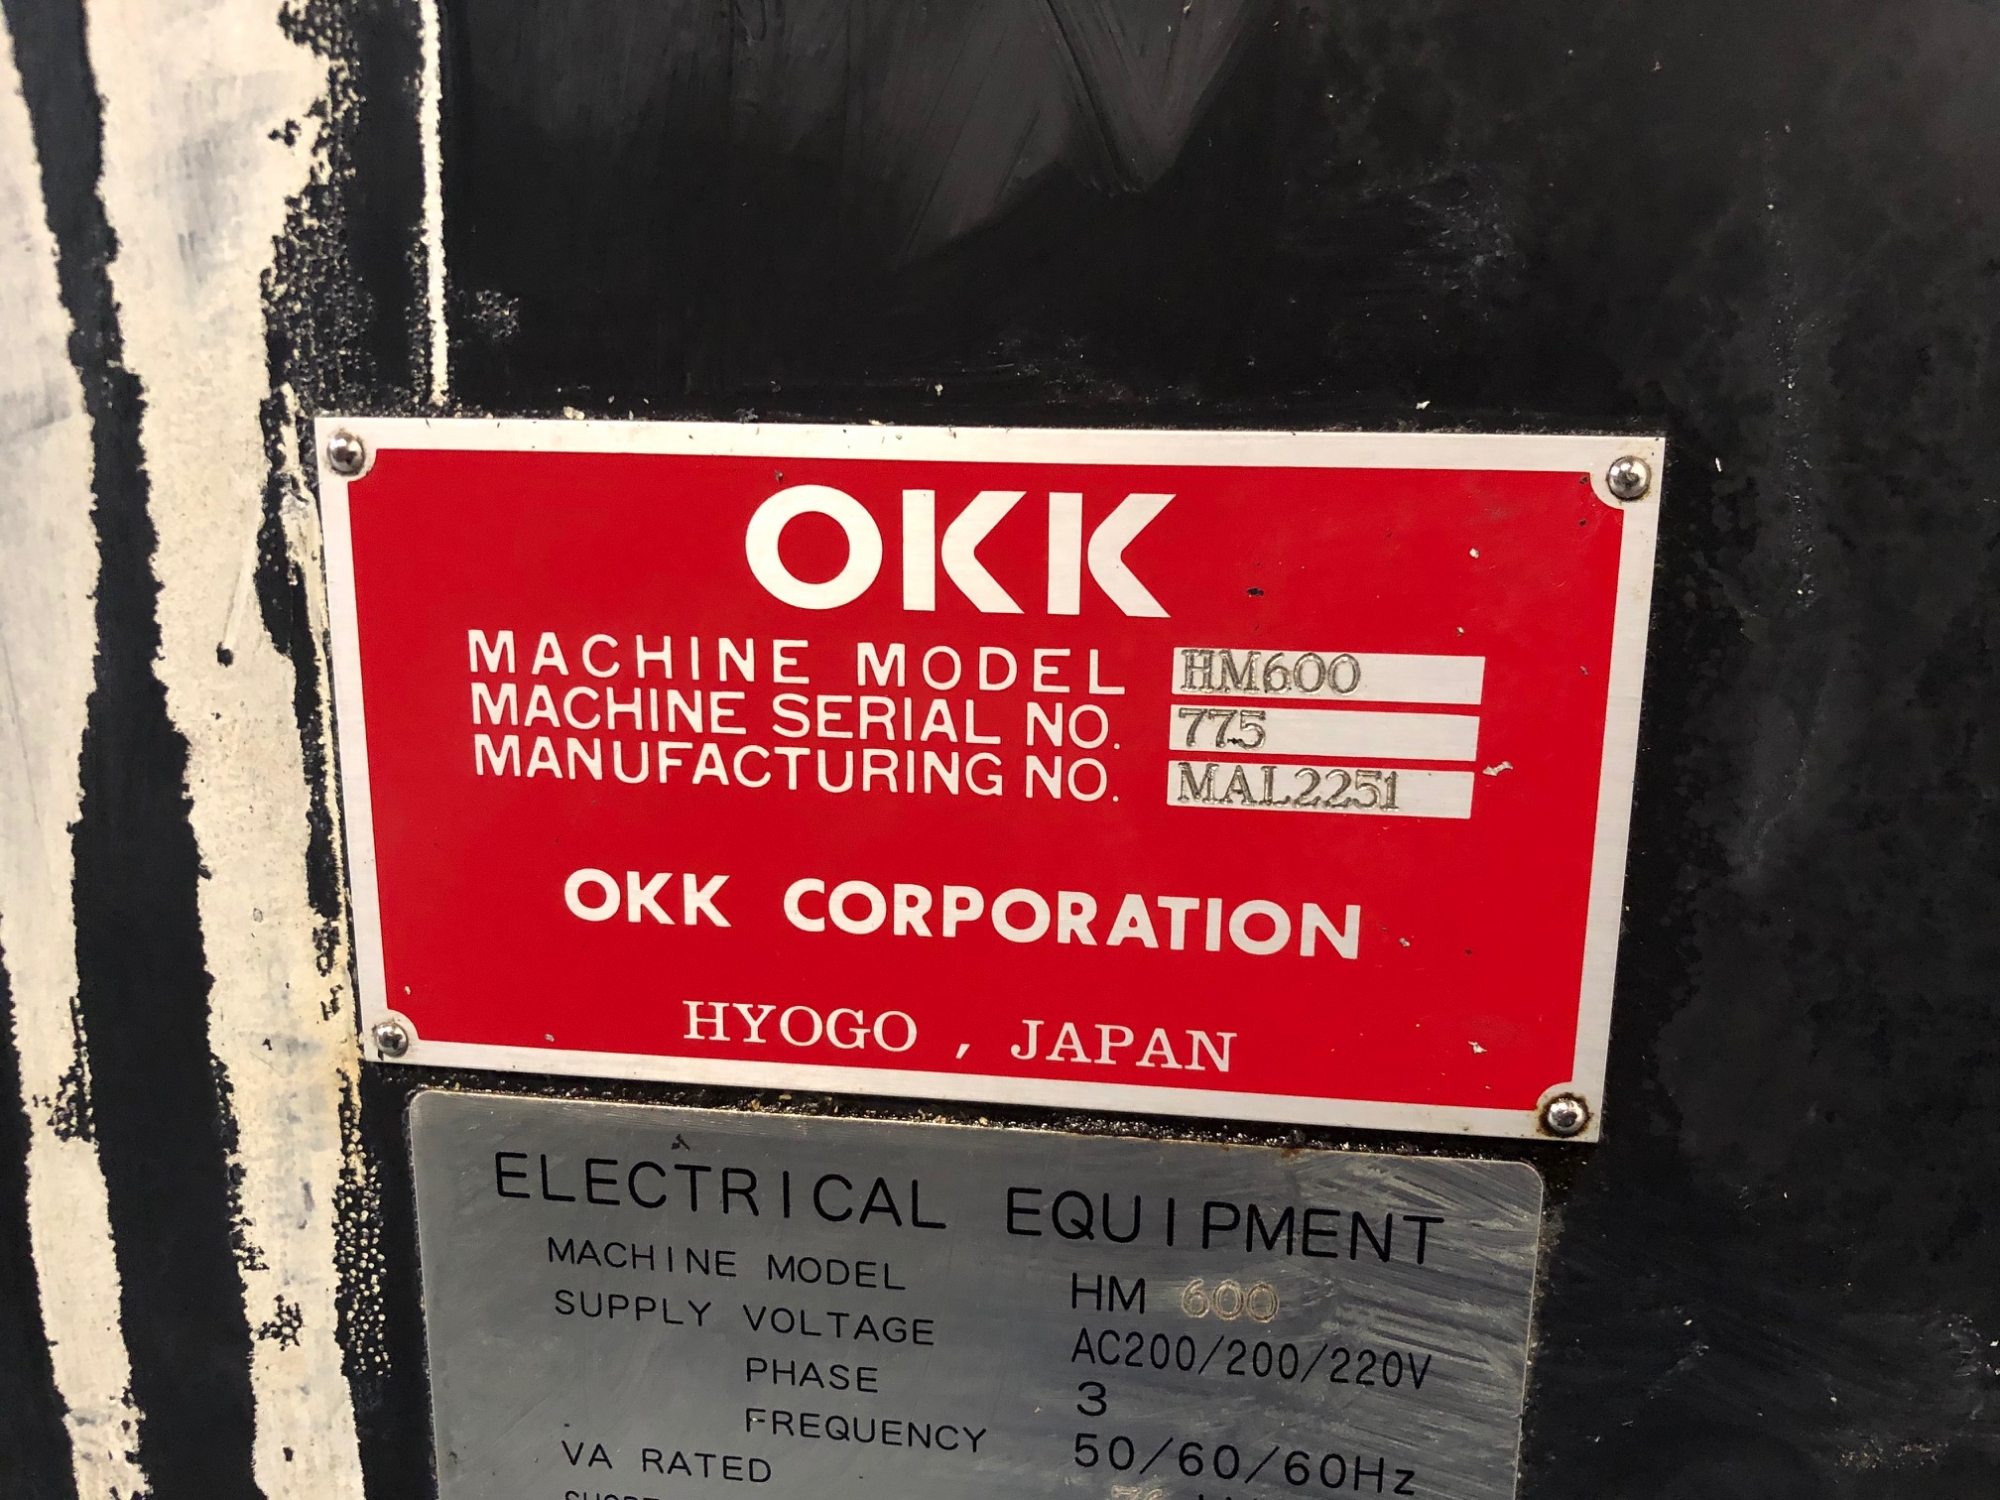 OKK
MACHINE MODEL HM600
MACHINE SERIAL NO. 775
MANUFACTURING NO. MAL2251
OKK CORPORATION
HYOGO , JAPAN
ELECTRICAL EQUIPMENT
MACHINE MODEL HM 600
SUPPLY VOLTAGE AC200/200/220V
PHASE 3
FREQUENCY 50/60/60Hz
VA RATED